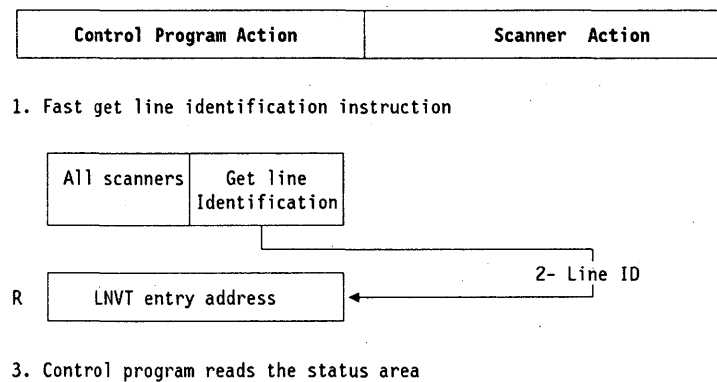 Control Program Action Scanner Action
1. Fast get line identification instruction
All scanners Get line
Identification
2- Line ID
R LNVT entry address
3. Control program reads the status area